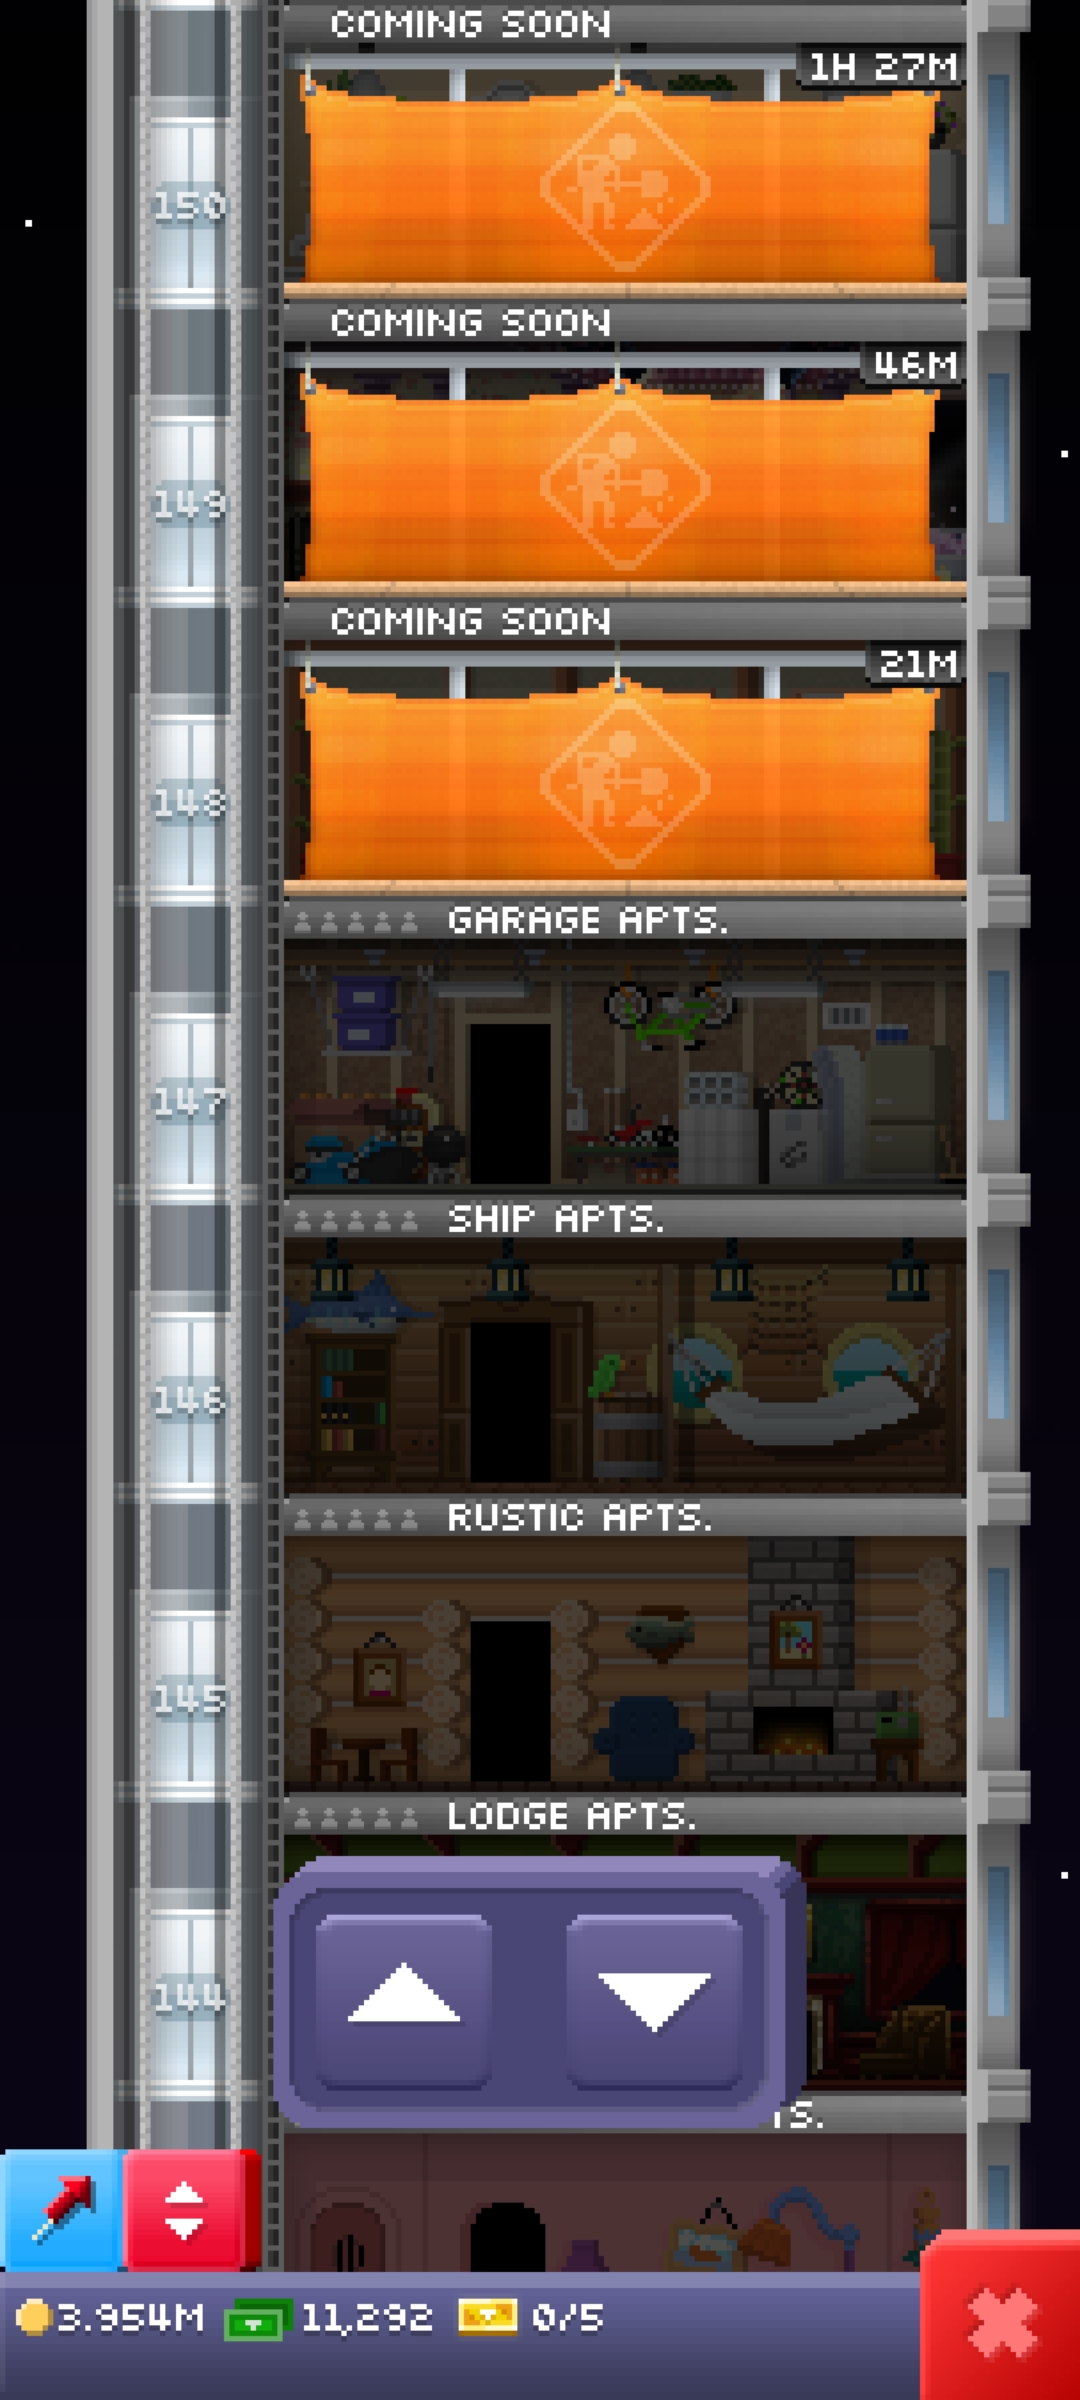 COMING SOON
1H 27M
150
COMING SOON
46M
149
COMING SOON
21M
148
GARAGE APTS.
147
SHIP APTS.
146
RUSTIC APTS.
145
LODGE APTS.
144
TS.
3.954M 11,292 0/5